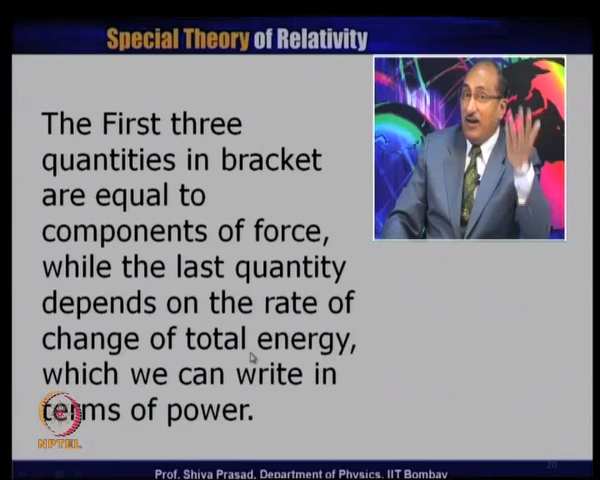 Special Theory of Relativity
The First three
quantities in bracket
are equal to
components of force,
while the last quantity
depends on the rate of
change of total energy,
which we can write in
terms of power.
NPTEL
20
Prof. Shiva Prasad, Department of Physics, IIT Bombay